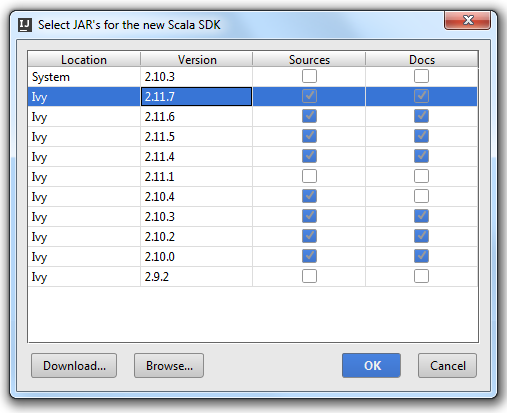 IJ Select JAR's for the new Scala SDK
Location Version Sources Docs
System 2.10.3
Ivy 2.11.7
Ivy 2.11.6
Ivy 2.11.5
Ivy 2.11.4
Ivy 2.11.1
Ivy 2.10.4
Ivy 2.10.3
Ivy 2.10.2
Ivy 2.10.0
Ivy 2.9.2
Download... Browse... OK Cancel